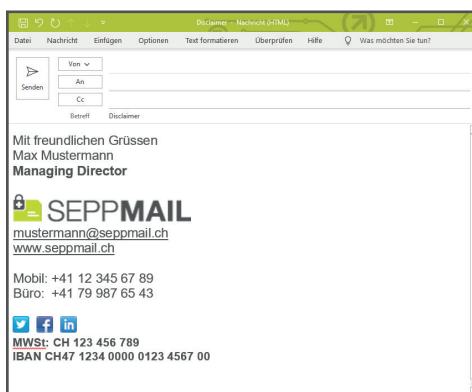 Disclaimer - Nachricht (HTML)
Datei Nachricht Einfügen Optionen Text formatieren Überprüfen Hilfe Was möchten Sie tun?
Senden
Von
An
Cc
Betreff Disclaimer
Mit freundlichen Grüssen
Max Mustermann
Managing Director
SEPPMAIL
mustermann@seppmail.ch
www.seppmail.ch
Mobil: +41 12 345 67 89
Büro: +41 79 987 65 43
MWSt: CH 123 456 789
IBAN CH47 1234 0000 0123 4567 00